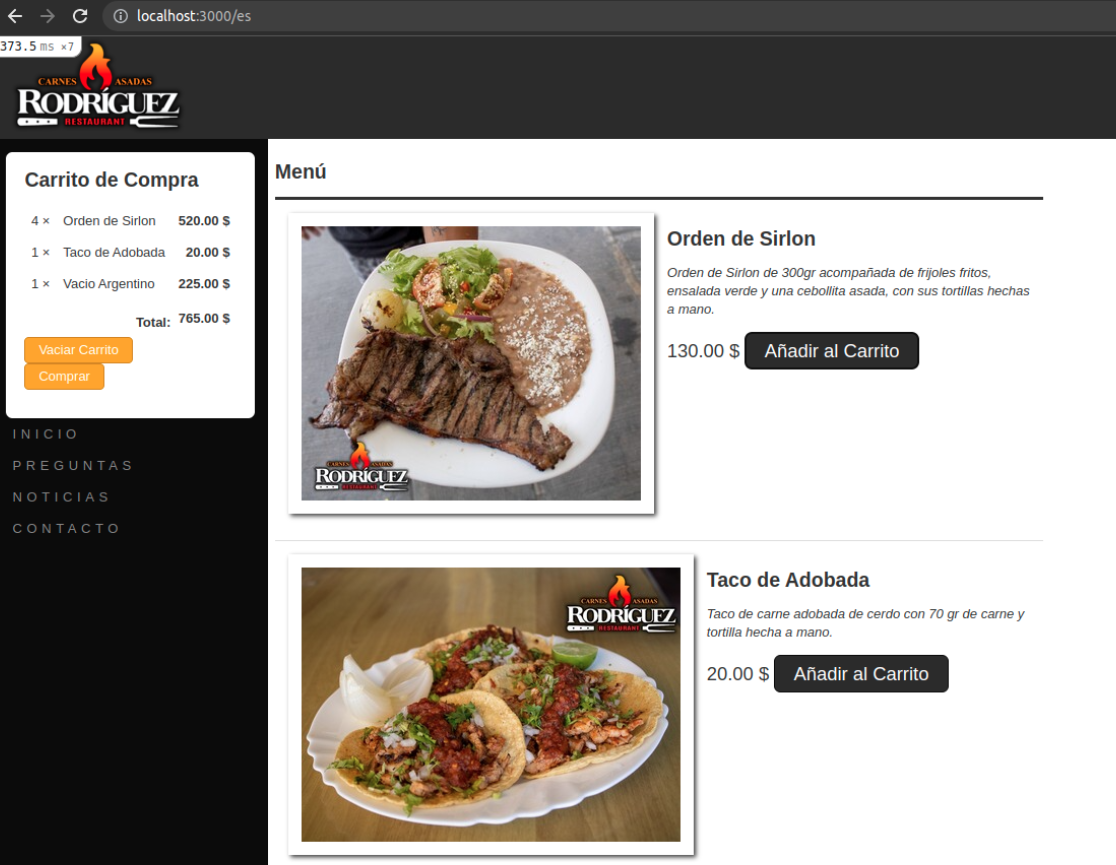 localhost:3000/es
373.5 ms ×7
CARNES ASADAS
RODRÍGUEZ
RESTAURANT
Carrito de Compra
4 × Orden de Sirlon 520.00 $
1 × Taco de Adobada 20.00 $
1 × Vacio Argentino 225.00 $
Total: 765.00 $
Vaciar Carrito
Comprar
INICIO
PREGUNTAS
NOTICIAS
CONTACTO
Menú
CARNES ASADAS
RODRÍGUEZ
RESTAURANT
Orden de Sirlon
Orden de Sirlon de 300gr acompañada de frijoles fritos,
ensalada verde y una cebollita asada, con sus tortillas hechas
a mano.
130.00 $ Añadir al Carrito
CARNES ASADAS
RODRÍGUEZ
RESTAURANT
Taco de Adobada
Taco de carne adobada de cerdo con 70 gr de carne y
tortilla hecha a mano.
20.00 $ Añadir al Carrito